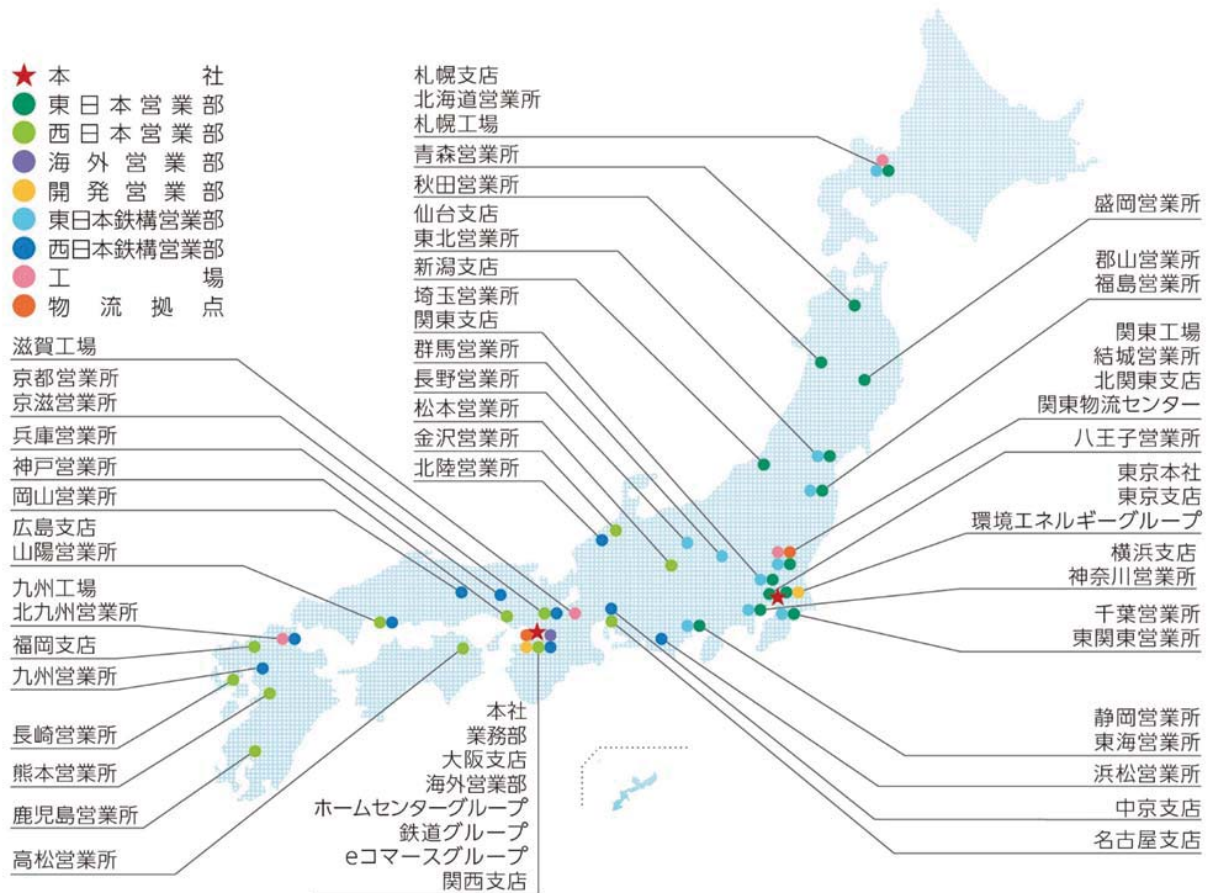 本社
東日本営業部
西日本営業部
海外営業部
開発営業部
東日本鉄構営業部
西日本鉄構営業部
工場
物流拠点
滋賀工場
京都営業所
京滋営業所
兵庫営業所
神戸営業所
岡山営業所
広島支店
山陽営業所
九州工場
北九州営業所
福岡支店
九州営業所
長崎営業所
熊本営業所
鹿児島営業所
高松営業所
札幌支店
北海道営業所
札幌工場
青森営業所
秋田営業所
仙台支店
東北営業所
新潟支店
埼玉営業所
関東支店
群馬営業所
長野営業所
松本営業所
金沢営業所
北陸営業所
本社
業務部
大阪支店
海外営業部
ホームセンターグループ
鉄道グループ
eコマースグループ
関西支店
盛岡営業所
郡山営業所
福島営業所
関東工場
結城営業所
北関東支店
関東物流センター
八王子営業所
東京本社
東京支店
環境エネルギーグループ
横浜支店
神奈川営業所
千葉営業所
東関東営業所
静岡営業所
東海営業所
浜松営業所
中京支店
名古屋支店